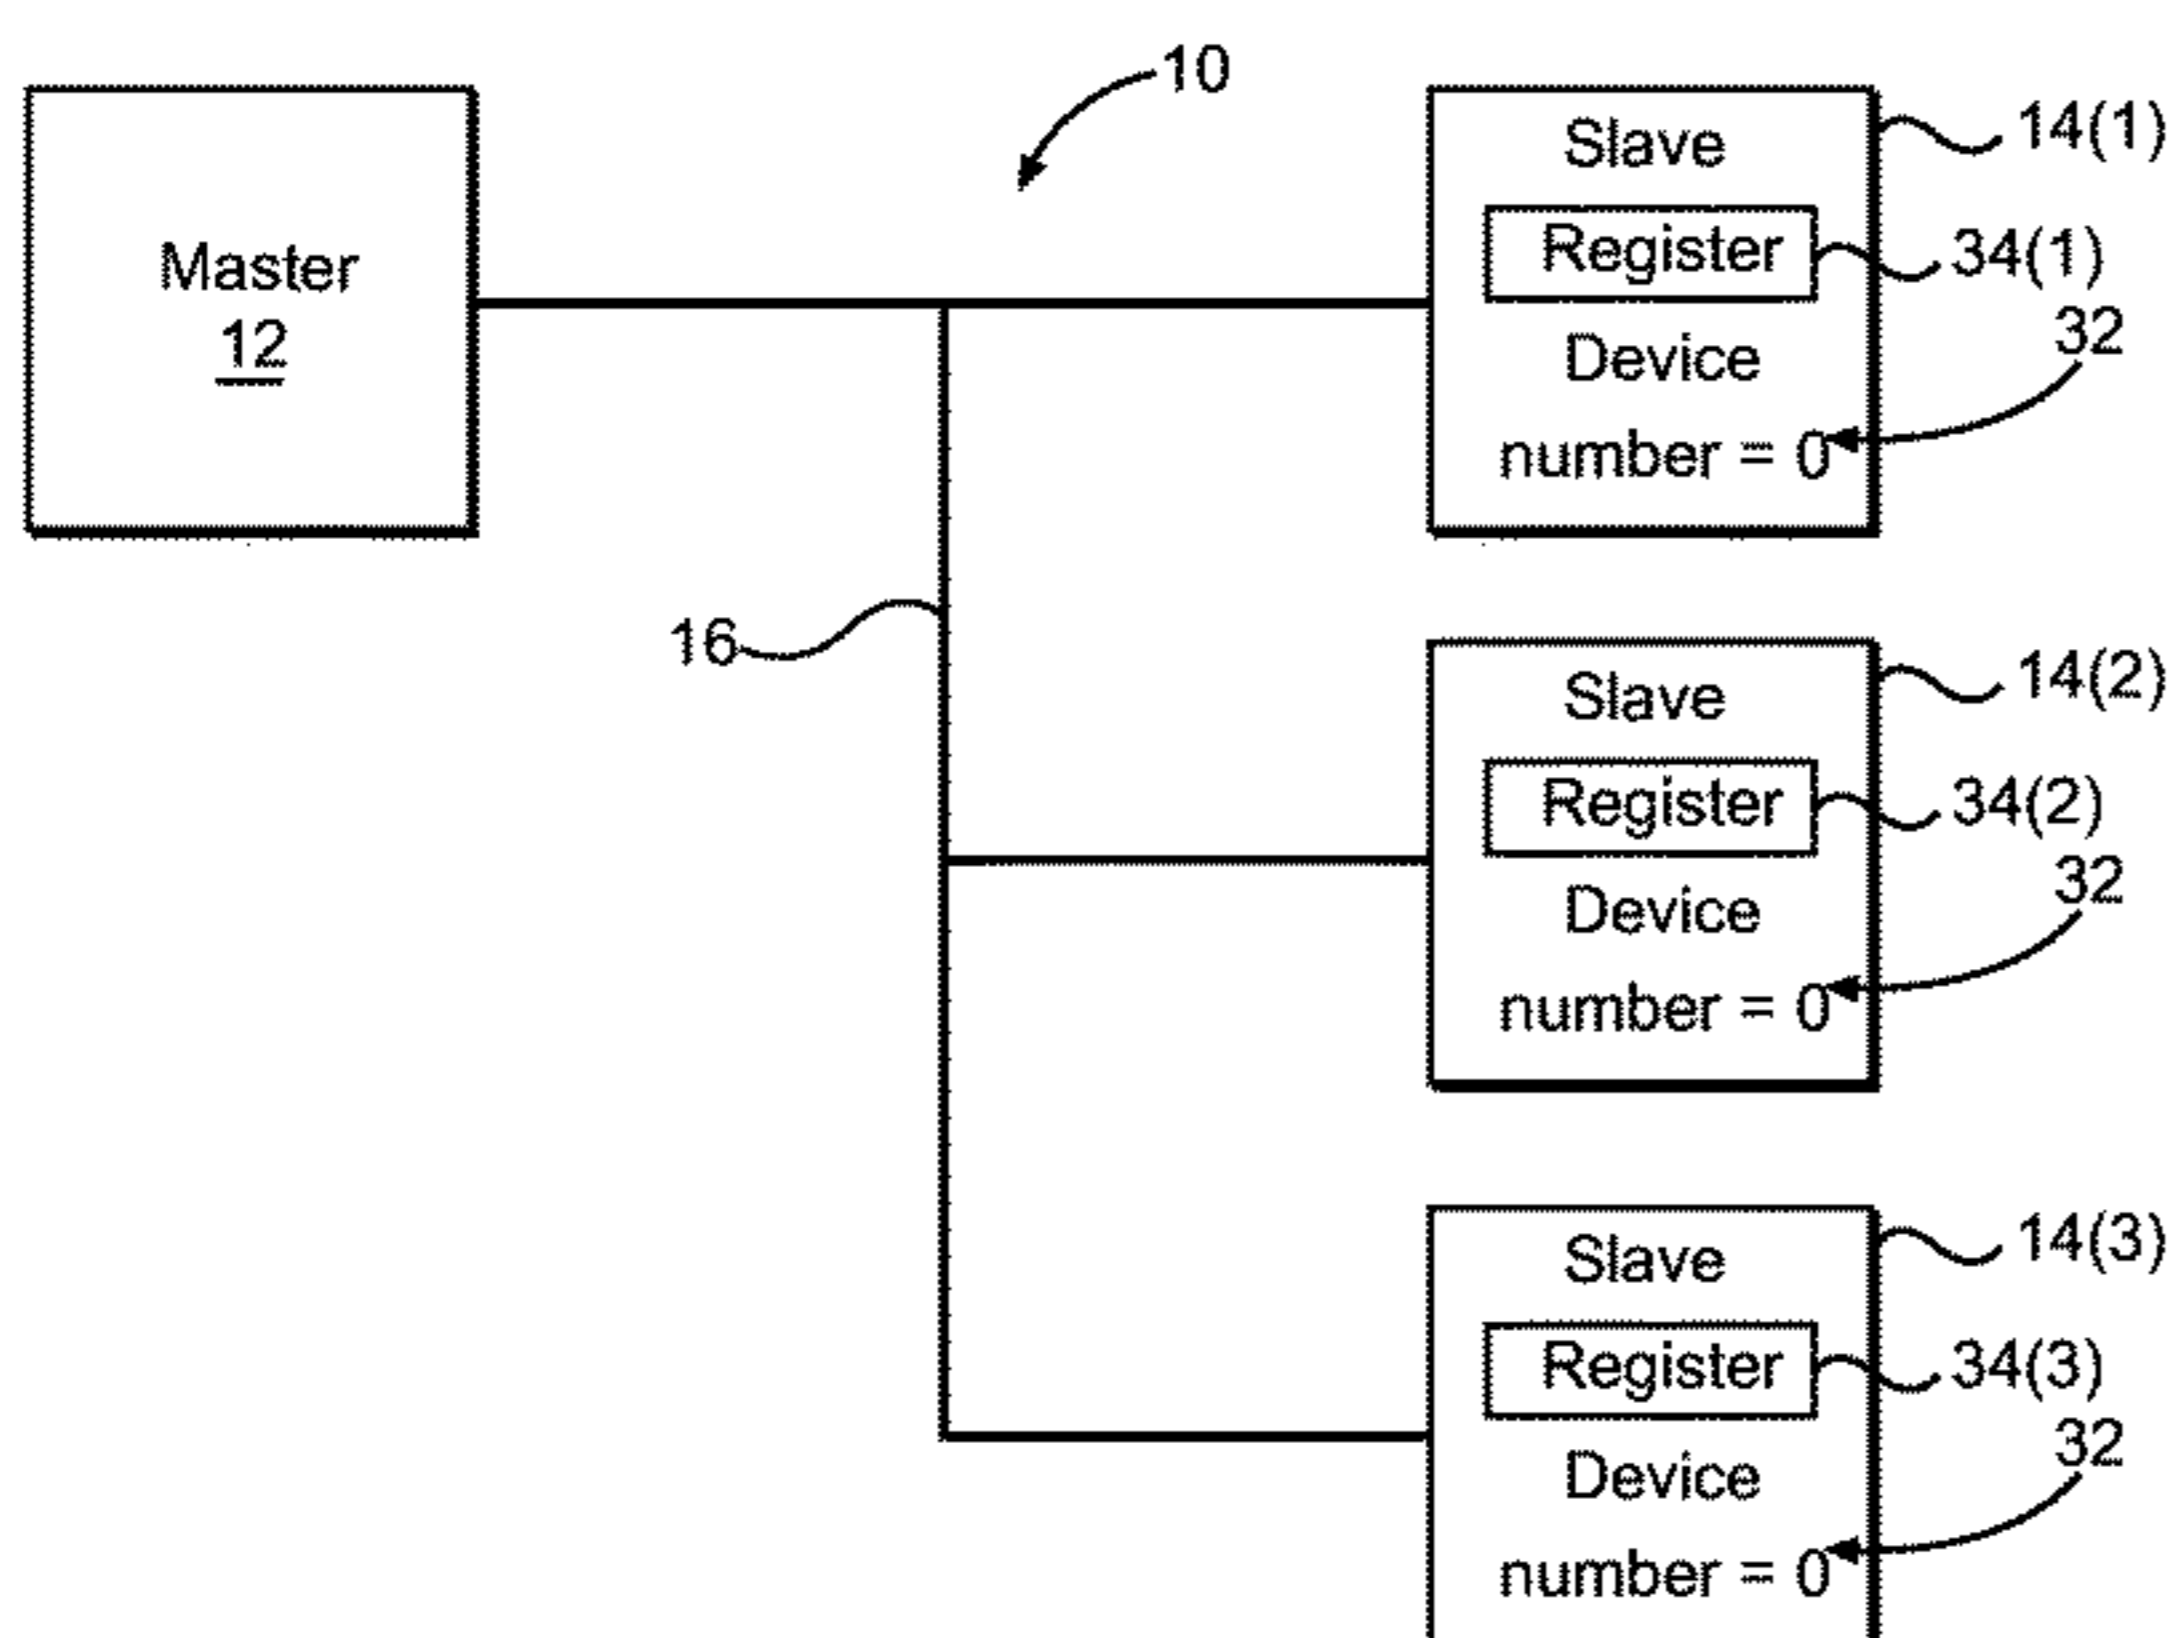 10
Master
12
16
Slave
14(1)
Register
34(1)
Device
32
number = 0
Slave
14(2)
Register
34(2)
Device
32
number = 0
Slave
14(3)
Register
34(3)
Device
32
number = 0